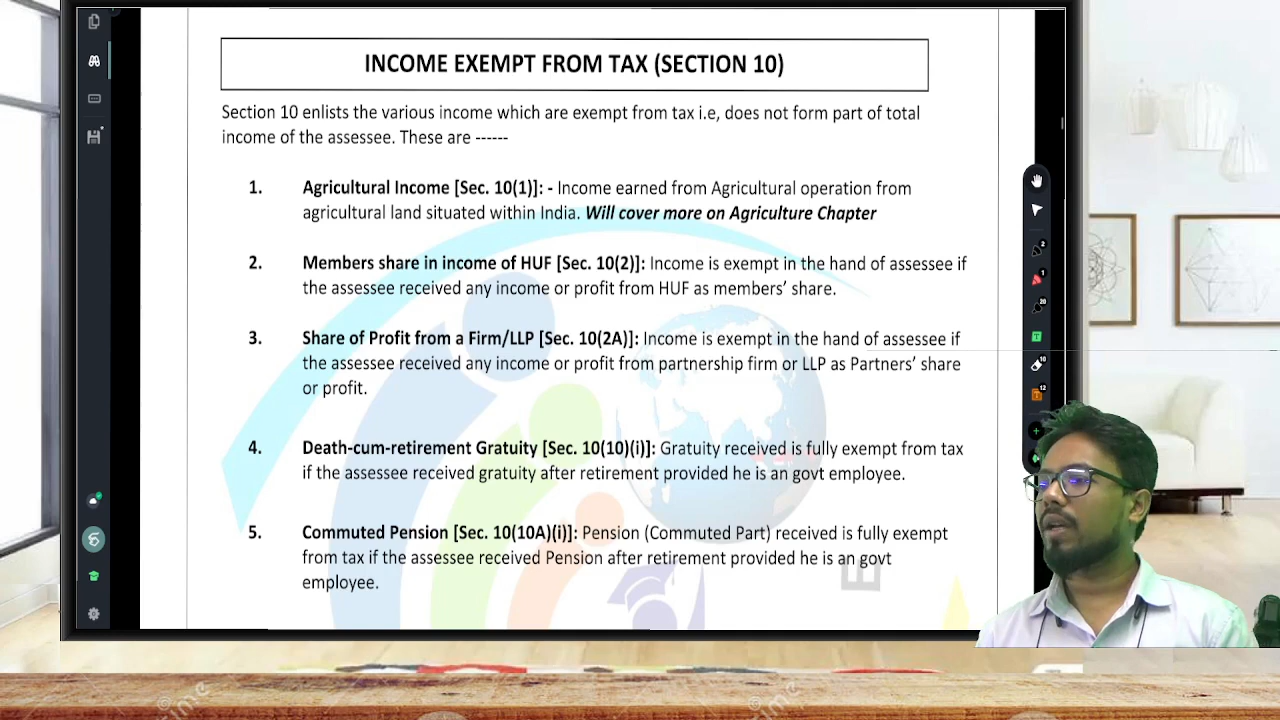 INCOME EXEMPT FROM TAX (SECTION 10)
Section 10 enlists the various income which are exempt from tax i.e, does not form part of total
income of the assessee. These are ------
1. Agricultural Income [Sec. 10(1)]: - Income earned from Agricultural operation from
agricultural land situated within India. Will cover more on Agriculture Chapter
2. Members share in income of HUF [Sec. 10(2)]: Income is exempt in the hand of assessee if
the assessee received any income or profit from HUF as members' share.
3. Share of Profit from a Firm/LLP [Sec. 10(2A)]: Income is exempt in the hand of assessee if
the assessee received any income or profit from partnership firm or LLP as Partners' share
or profit.
4. Death-cum-retirement Gratuity [Sec. 10(10)(i)]: Gratuity received is fully exempt from tax
if the assessee received gratuity after retirement provided he is an govt employee.
5. Commuted Pension [Sec. 10(10A)(i)]: Pension (Commuted Part) received is fully exempt
from tax if the assessee received Pension after retirement provided he is an govt
employee.
E
2
1
20
10
12